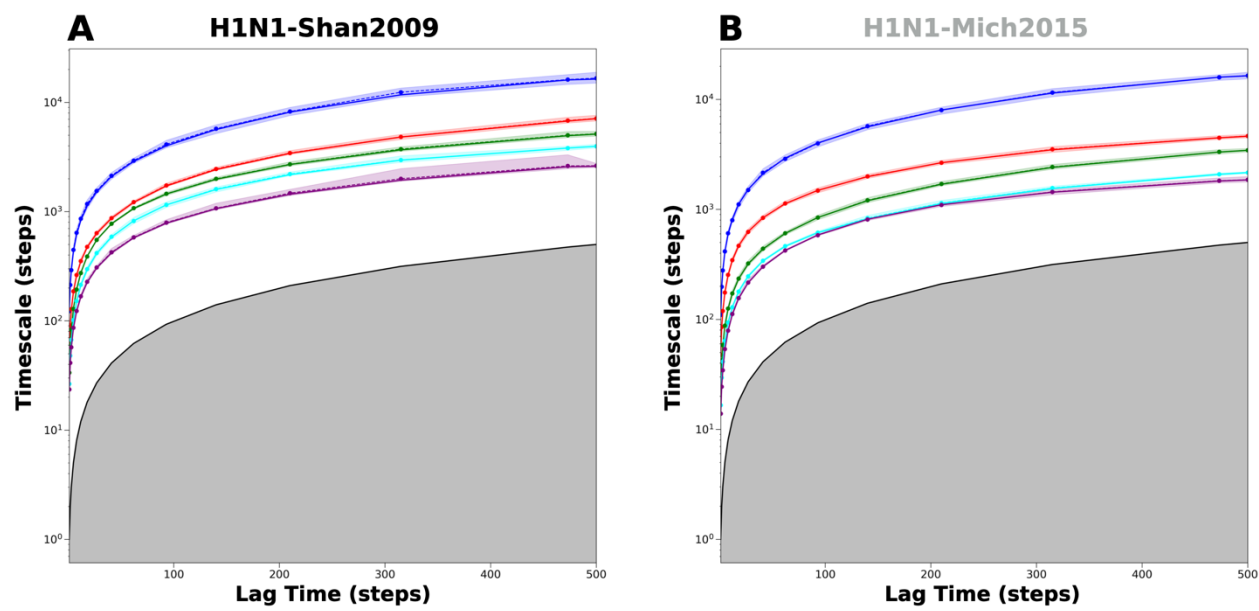 A H1N1-Shan2009
Timescale (steps)
10⁴
10³
10²
10¹
10⁰
100 200 300 400 500
Lag Time (steps)
B H1N1-Mich2015
Timescale (steps)
10⁴
10³
10²
10¹
10⁰
100 200 300 400 500
Lag Time (steps)